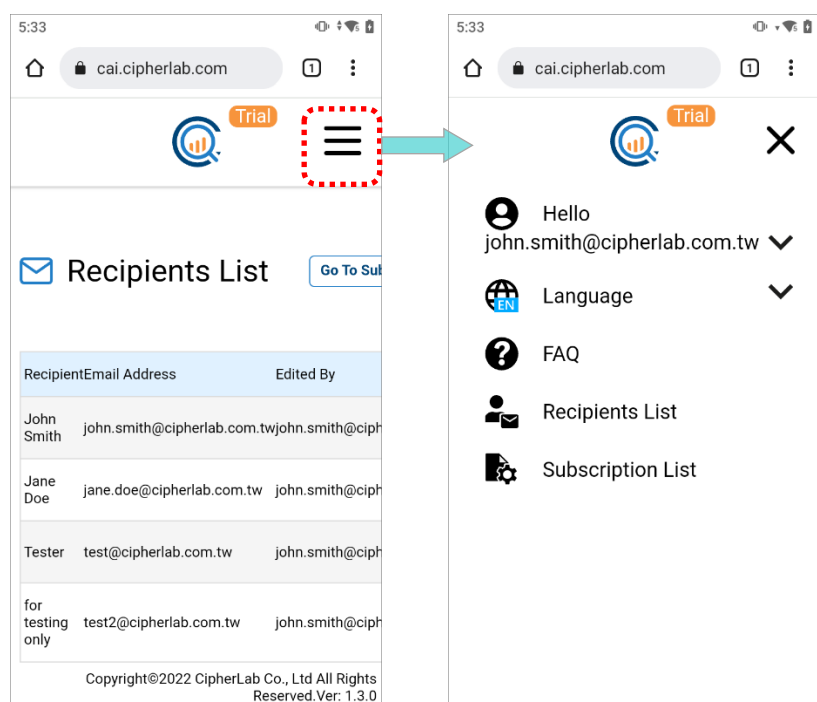 5:33
cai.cipherlab.com
1
Trial
Recipients List
Go To Sub
Recipient Email Address Edited By
John
Smith
john.smith@cipherlab.com.tw john.smith@ciph
Jane
Doe
jane.doe@cipherlab.com.tw john.smith@ciph
Tester test@cipherlab.com.tw john.smith@ciph
for
testing
only
test2@cipherlab.com.tw john.smith@ciph
Copyright©2022 CipherLab Co., Ltd All Rights
Reserved.Ver: 1.3.0
5:33
cai.cipherlab.com
1
Trial
Hello
john.smith@cipherlab.com.tw
EN
Language
FAQ
Recipients List
Subscription List